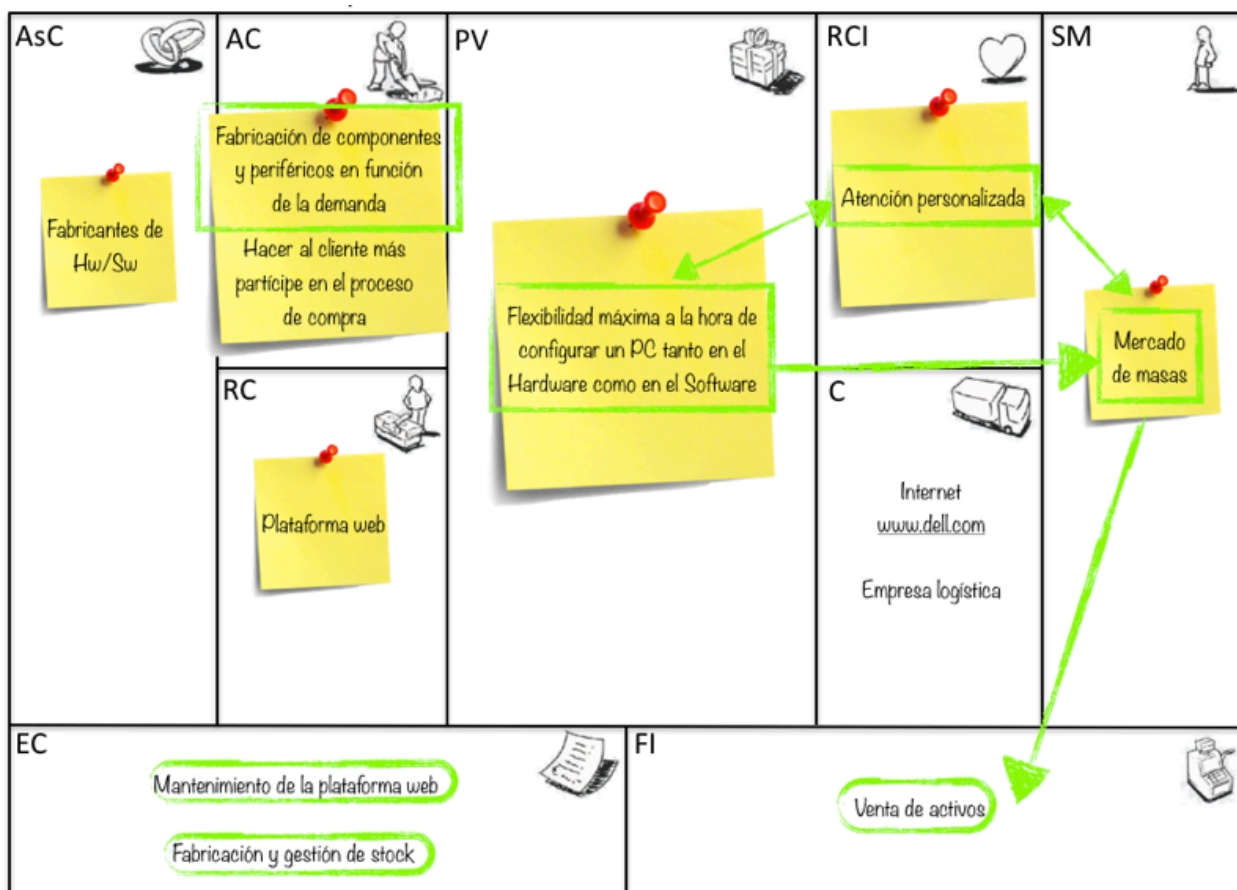 AsC
Fabricantes de
Hw/Sw
AC
Fabricación de componentes
y periféricos en función
de la demanda
Hacer al cliente más
partícipe en el proceso
de compra
RC
Plataforma web
PV
Flexibilidad máxima a la hora de
configurar un PC tanto en el
Hardware como en el Software
RCI
Atención personalizada
C
Internet
www.dell.com
Empresa logística
SM
Mercado
de masas
EC
Mantenimiento de la plataforma web
Fabricación y gestión de stock
FI
Venta de activos